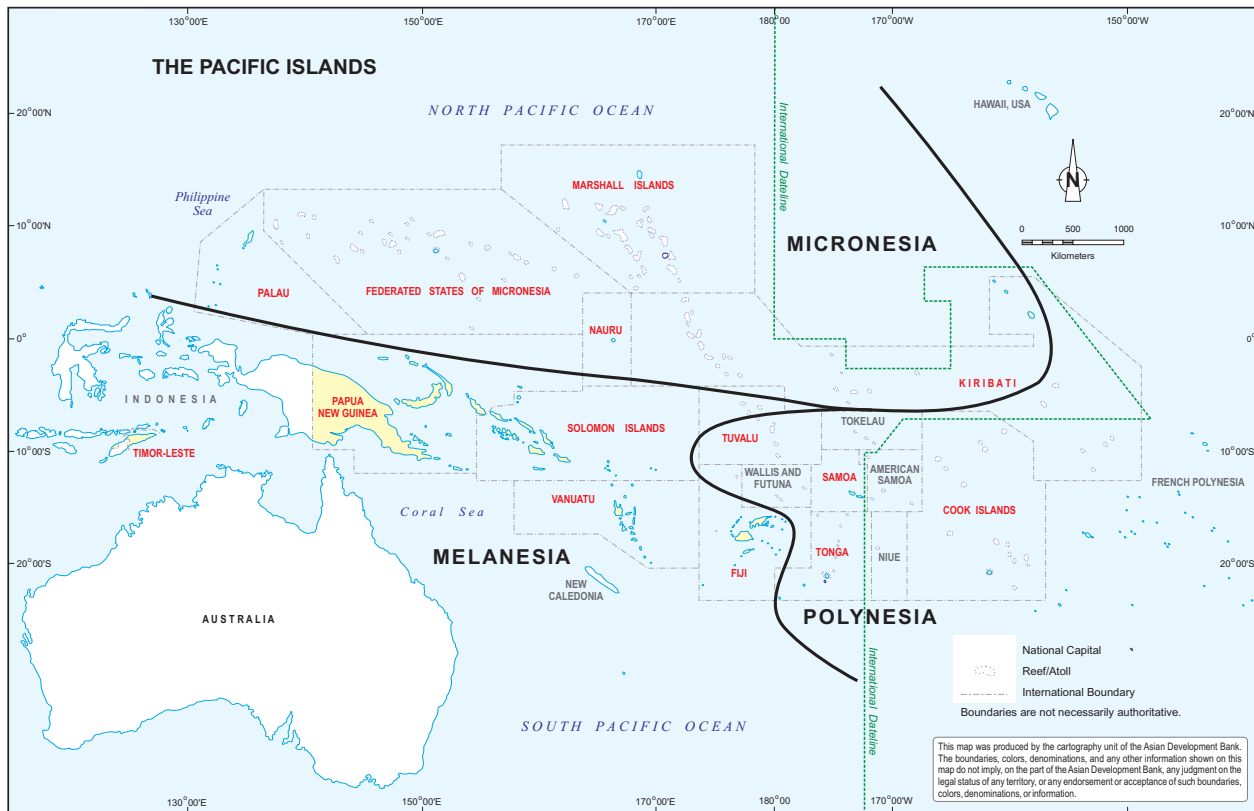 130°00'E
150°00'E
170°00'E
180°00'
170°00'W
150°00'W
THE PACIFIC ISLANDS
HAWAII, USA
NORTH PACIFIC OCEAN
20°00'N
20°00'N
International Dateline
N
MARSHALL ISLANDS
Philippine
Sea
10°00'N
10°00'N
MICRONESIA
0
500
1000
Kilometers
PALAU
FEDERATED STATES OF MICRONESIA
NAURU
0°
0°
KIRIBATI
INDONESIA
PAPUA
NEW GUINEA
SOLOMON ISLANDS
TUVALU
TOKELAU
TIMOR-LESTE
10°00'S
10°00'S
WALLIS AND
FUTUNA
SAMOA
AMERICAN
SAMOA
FRENCH POLYNESIA
VANUATU
Coral Sea
COOK ISLANDS
MELANESIA
TONGA
NIUE
FIJI
20°00'S
20°00'S
NEW
CALEDONIA
AUSTRALIA
POLYNESIA
International Dateline
National Capital
Reef/Atoll
International Boundary
Boundaries are not necessarily authoritative.
SOUTH PACIFIC OCEAN
This map was produced by the cartography unit of the Asian Development Bank.
The boundaries, colors, denominations, and any other information shown on this
map do not imply, on the part of the Asian Development Bank, any judgment on the
legal status of any territory, or any endorsement or acceptance of such boundaries,
colors, denominations, or information.
130°00'E
150°00'E
170°00'E
180°00'
170°00'W
150°00'W